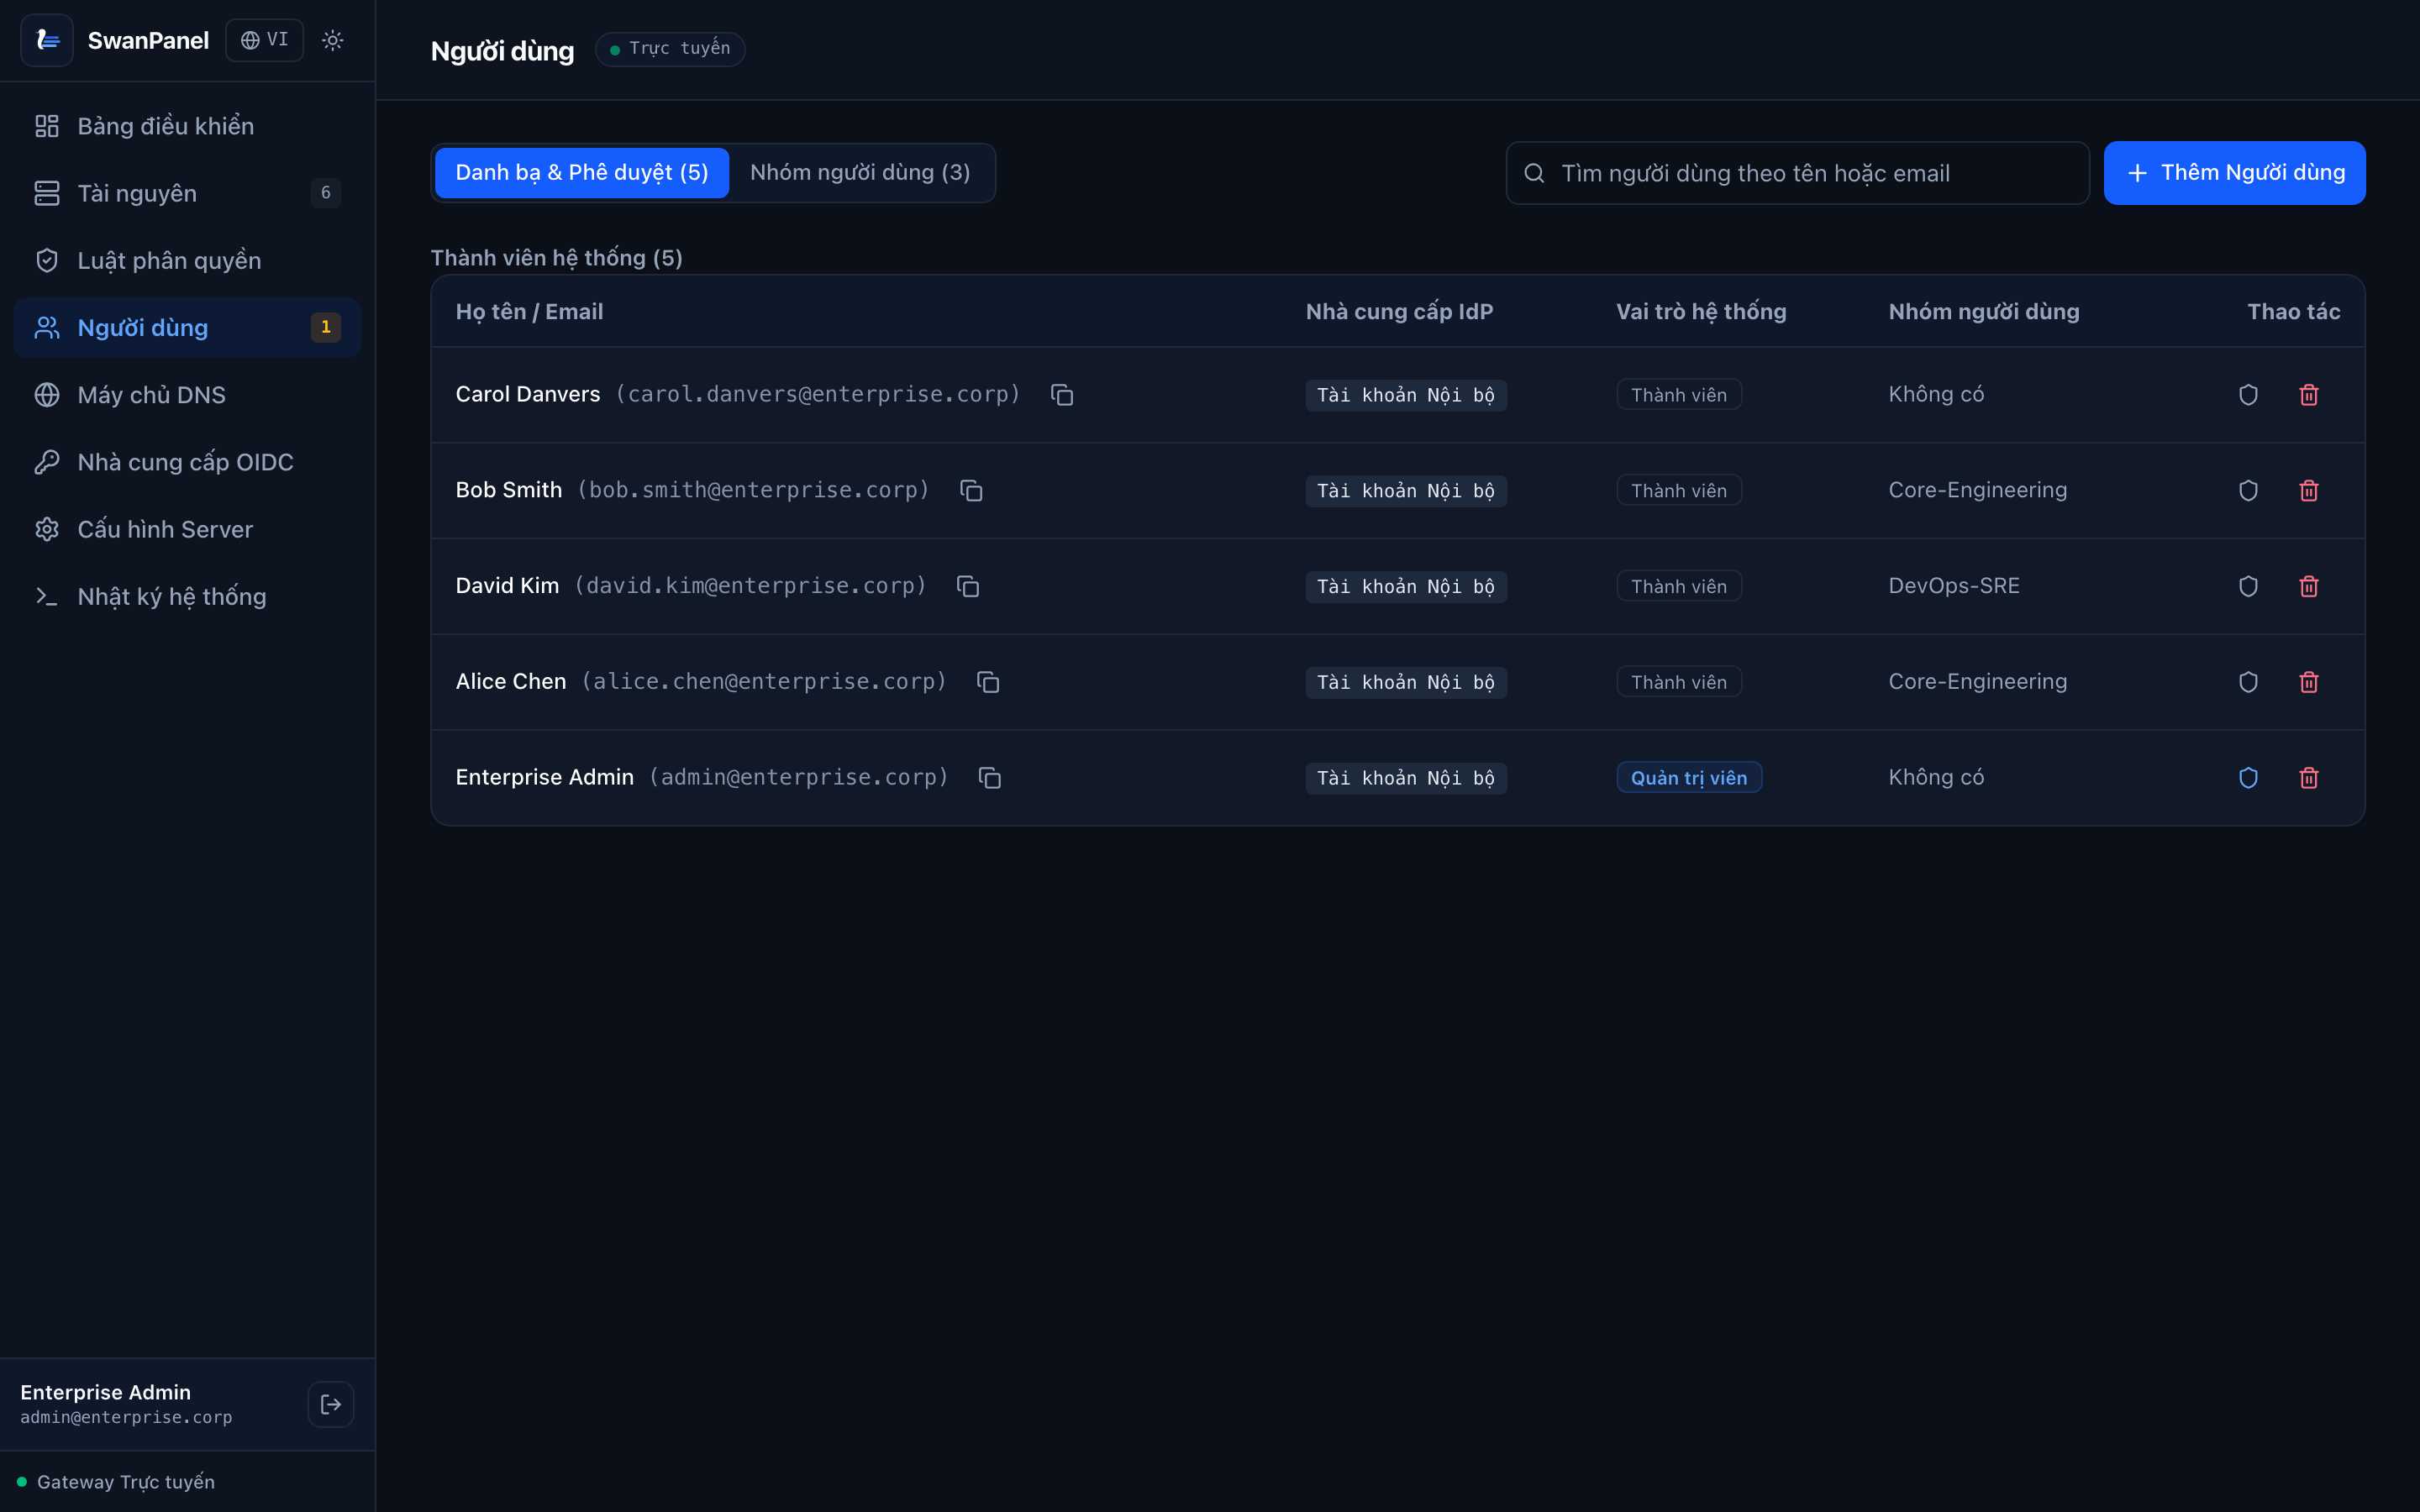 SwanPanel VI
Bảng điều khiển
Tài nguyên 6
Luật phân quyền
Người dùng 1
Máy chủ DNS
Nhà cung cấp OIDC
Cấu hình Server
Nhật ký hệ thống
Enterprise Admin
admin@enterprise.corp
Gateway Trực tuyến
Người dùng Trực tuyến
Danh bạ & Phê duyệt (5) Nhóm người dùng (3) Tìm người dùng theo tên hoặc email Thêm Người dùng
Thành viên hệ thống (5)
Họ tên / Email Nhà cung cấp IdP Vai trò hệ thống Nhóm người dùng Thao tác
Carol Danvers (carol.danvers@enterprise.corp) Tài khoản Nội bộ Thành viên Không có
Bob Smith (bob.smith@enterprise.corp) Tài khoản Nội bộ Thành viên Core-Engineering
David Kim (david.kim@enterprise.corp) Tài khoản Nội bộ Thành viên DevOps-SRE
Alice Chen (alice.chen@enterprise.corp) Tài khoản Nội bộ Thành viên Core-Engineering
Enterprise Admin (admin@enterprise.corp) Tài khoản Nội bộ Quản trị viên Không có